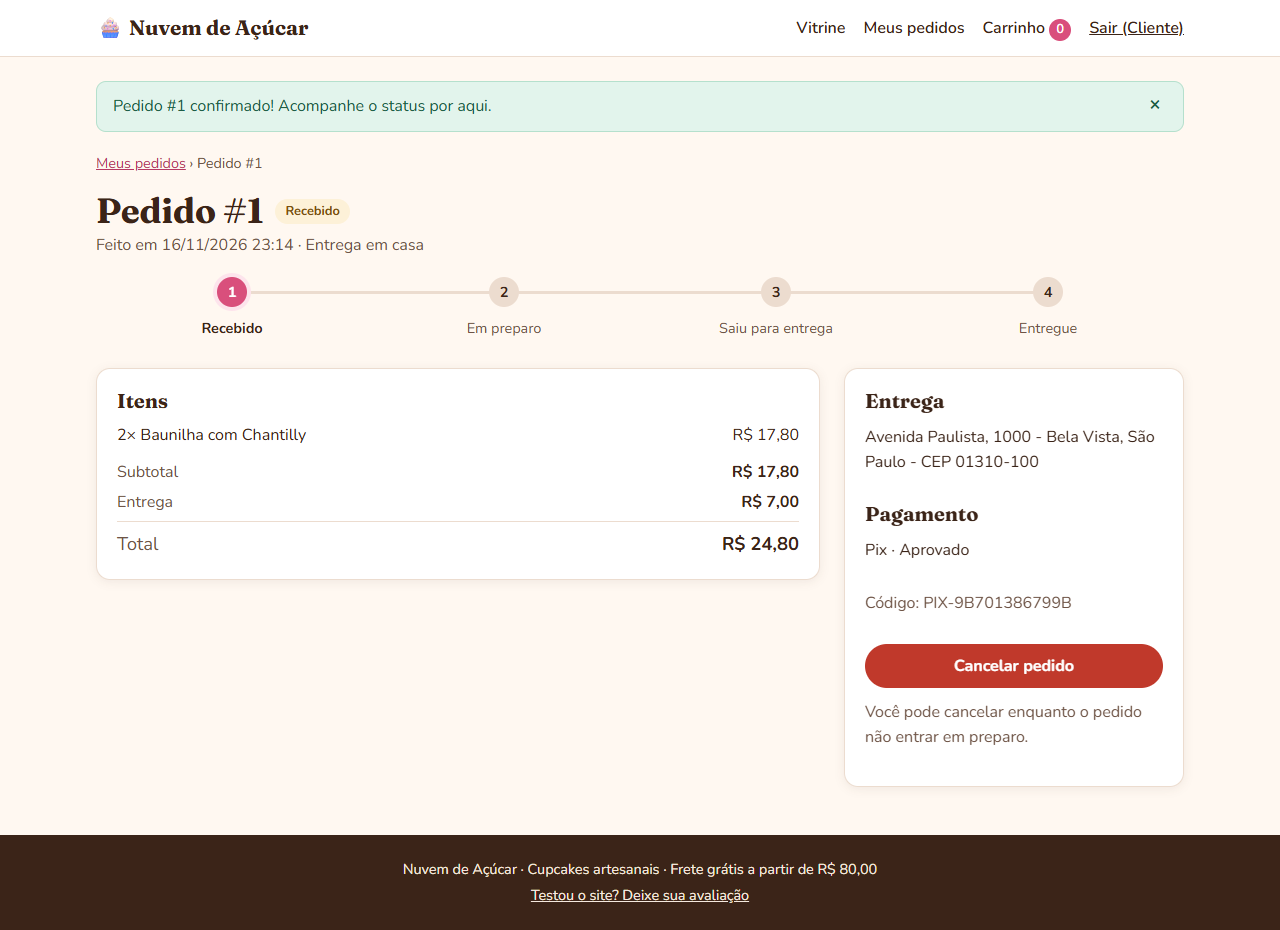 Nuvem de Açúcar
Vitrine
Meus pedidos
Carrinho 0
Sair (Cliente)
Pedido #1 confirmado! Acompanhe o status por aqui.
×
Meus pedidos › Pedido #1
Pedido #1 Recebido
Feito em 16/11/2026 23:14 · Entrega em casa
1
Recebido
2
Em preparo
3
Saiu para entrega
4
Entregue
Itens
2× Baunilha com Chantilly R$ 17,80
Subtotal R$ 17,80
Entrega R$ 7,00
Total R$ 24,80
Entrega
Avenida Paulista, 1000 - Bela Vista, São
Paulo - CEP 01310-100
Pagamento
Pix · Aprovado
Código: PIX-9B701386799B
Cancelar pedido
Você pode cancelar enquanto o pedido
não entrar em preparo.
Nuvem de Açúcar · Cupcakes artesanais · Frete grátis a partir de R$ 80,00
Testou o site? Deixe sua avaliação